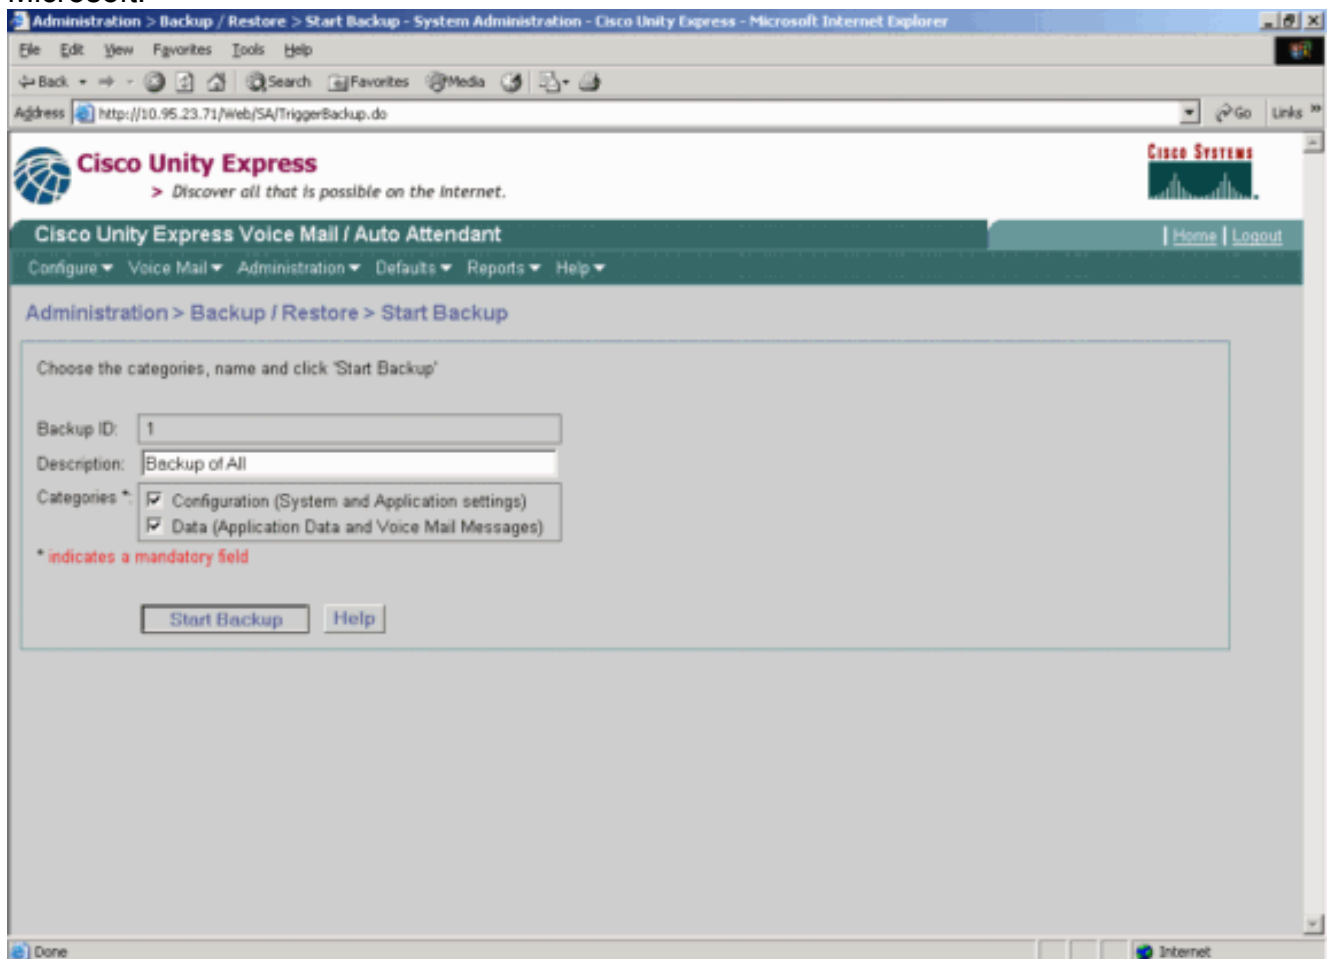 Microsoft.
Administration > Backup / Restore > Start Backup - System Administration - Cisco Unity Express - Microsoft Internet Explorer
File Edit View Favorites Tools Help
Back Search Favorites Media
Address http://10.95.23.71/Web/SA/TriggerBackup.do Go Links »
Cisco Unity Express
> Discover all that is possible on the Internet.
CISCO SYSTEMS
Cisco Unity Express Voice Mail / Auto Attendant
| Home | Logout
Configure Voice Mail Administration Defaults Reports Help
Administration > Backup / Restore > Start Backup
Choose the categories, name and click 'Start Backup'
Backup ID: 1
Description: Backup of All
Categories *: Configuration (System and Application settings)
Data (Application Data and Voice Mail Messages)
* indicates a mandatory field
Start Backup Help
Done Internet